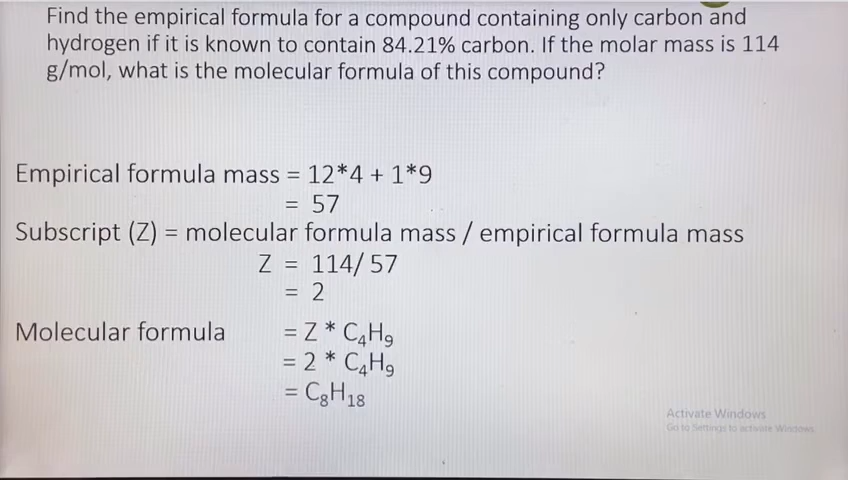 Find the empirical formula for a compound containing only carbon and
hydrogen if it is known to contain 84.21% carbon. If the molar mass is 114
g/mol, what is the molecular formula of this compound?
Empirical formula mass = 12*4 + 1*9
= 57
Subscript (Z) = molecular formula mass / empirical formula mass
Z = 114/ 57
= 2
Molecular formula = Z * C₄H₉
= 2 * C₄H₉
= C₈H₁₈
Activate Windows
Go to Settings to activate Windows.